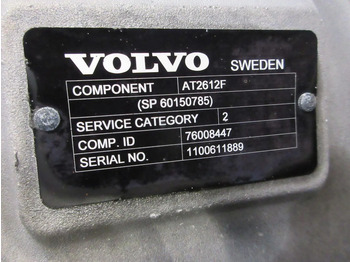 VOLVO SWEDEN
COMPONENT AT2612F
(SP 60150785)
SERVICE CATEGORY 2
COMP. ID 76008447
SERIAL NO. 1100611889